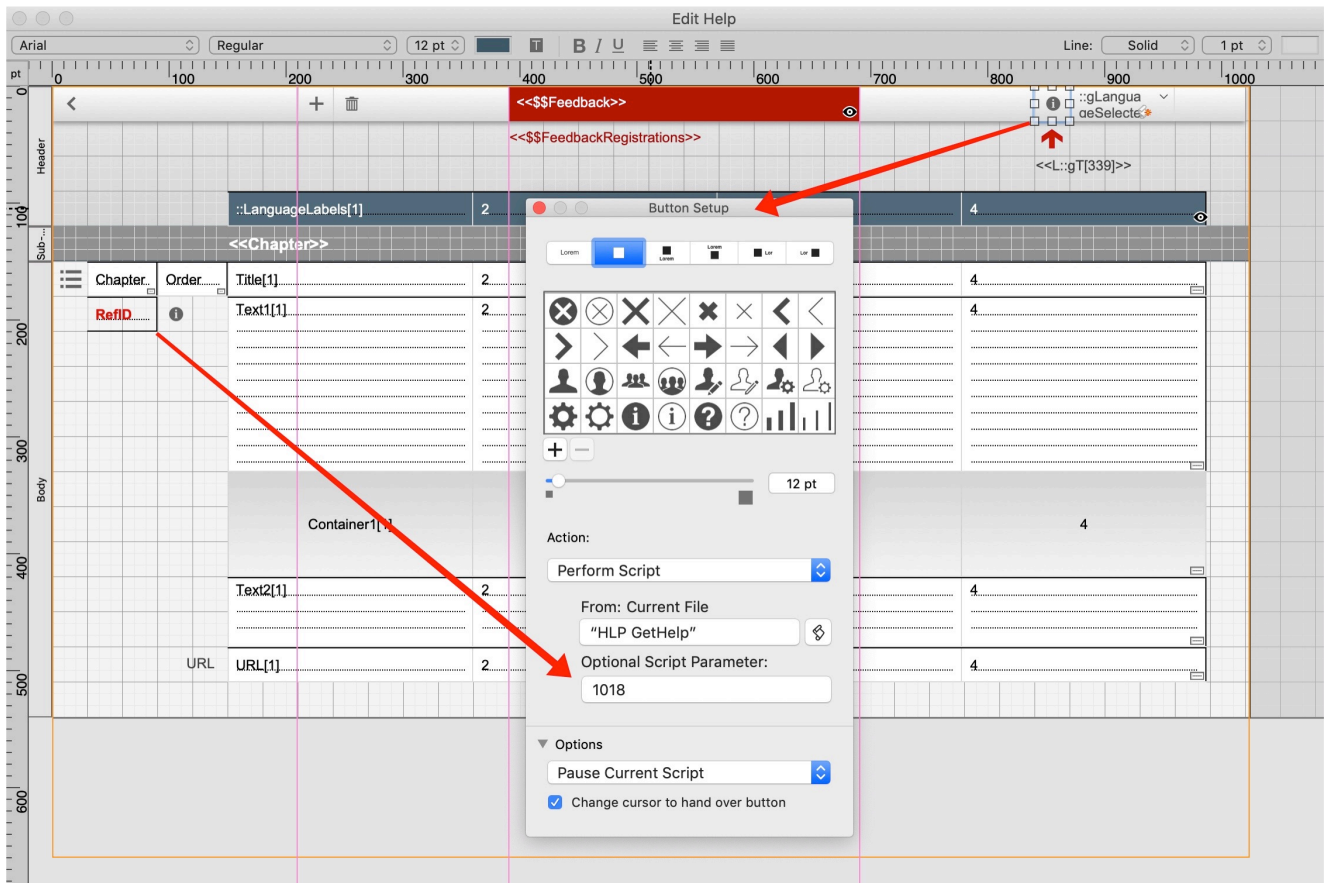 Edit Help
Arial Regular 12 pt B I U Line: Solid 1 pt
pt 0 100 200 300 400 500 600 700 800 900 1000
<<$$Feedback>>
::gLangua
geSelecte
<<$$FeedbackRegistrations>>
<<L::gT[339]>>
Header
0
100
::LanguageLabels[1] 2 4
Sub-...
<<Chapter>>
Chapter Order Title[1] 2 4
RefID Text1[1] 2 4
200
300
Body
Container1[1] 4
400
Text2[1] 2 4
URL URL[1] 2 4
500
600
Button Setup
Lorem
Lorem
Lorem
Lor
Lor
12 pt
Action:
Perform Script
From: Current File
“HLP GetHelp”
Optional Script Parameter:
1018
Options
Pause Current Script
Change cursor to hand over button